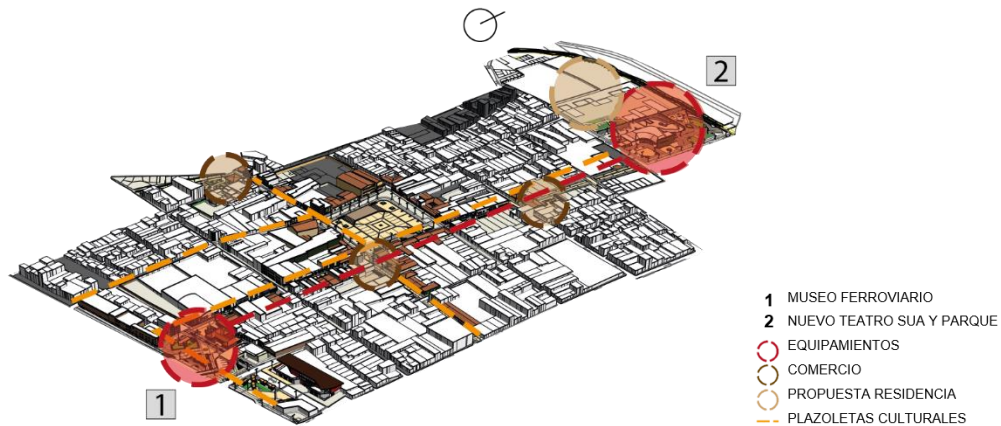 2
1
1 MUSEO FERROVIARIO
2 NUEVO TEATRO SUA Y PARQUE
EQUIPAMIENTOS
COMERCIO
PROPUESTA RESIDENCIA
PLAZOLETAS CULTURALES